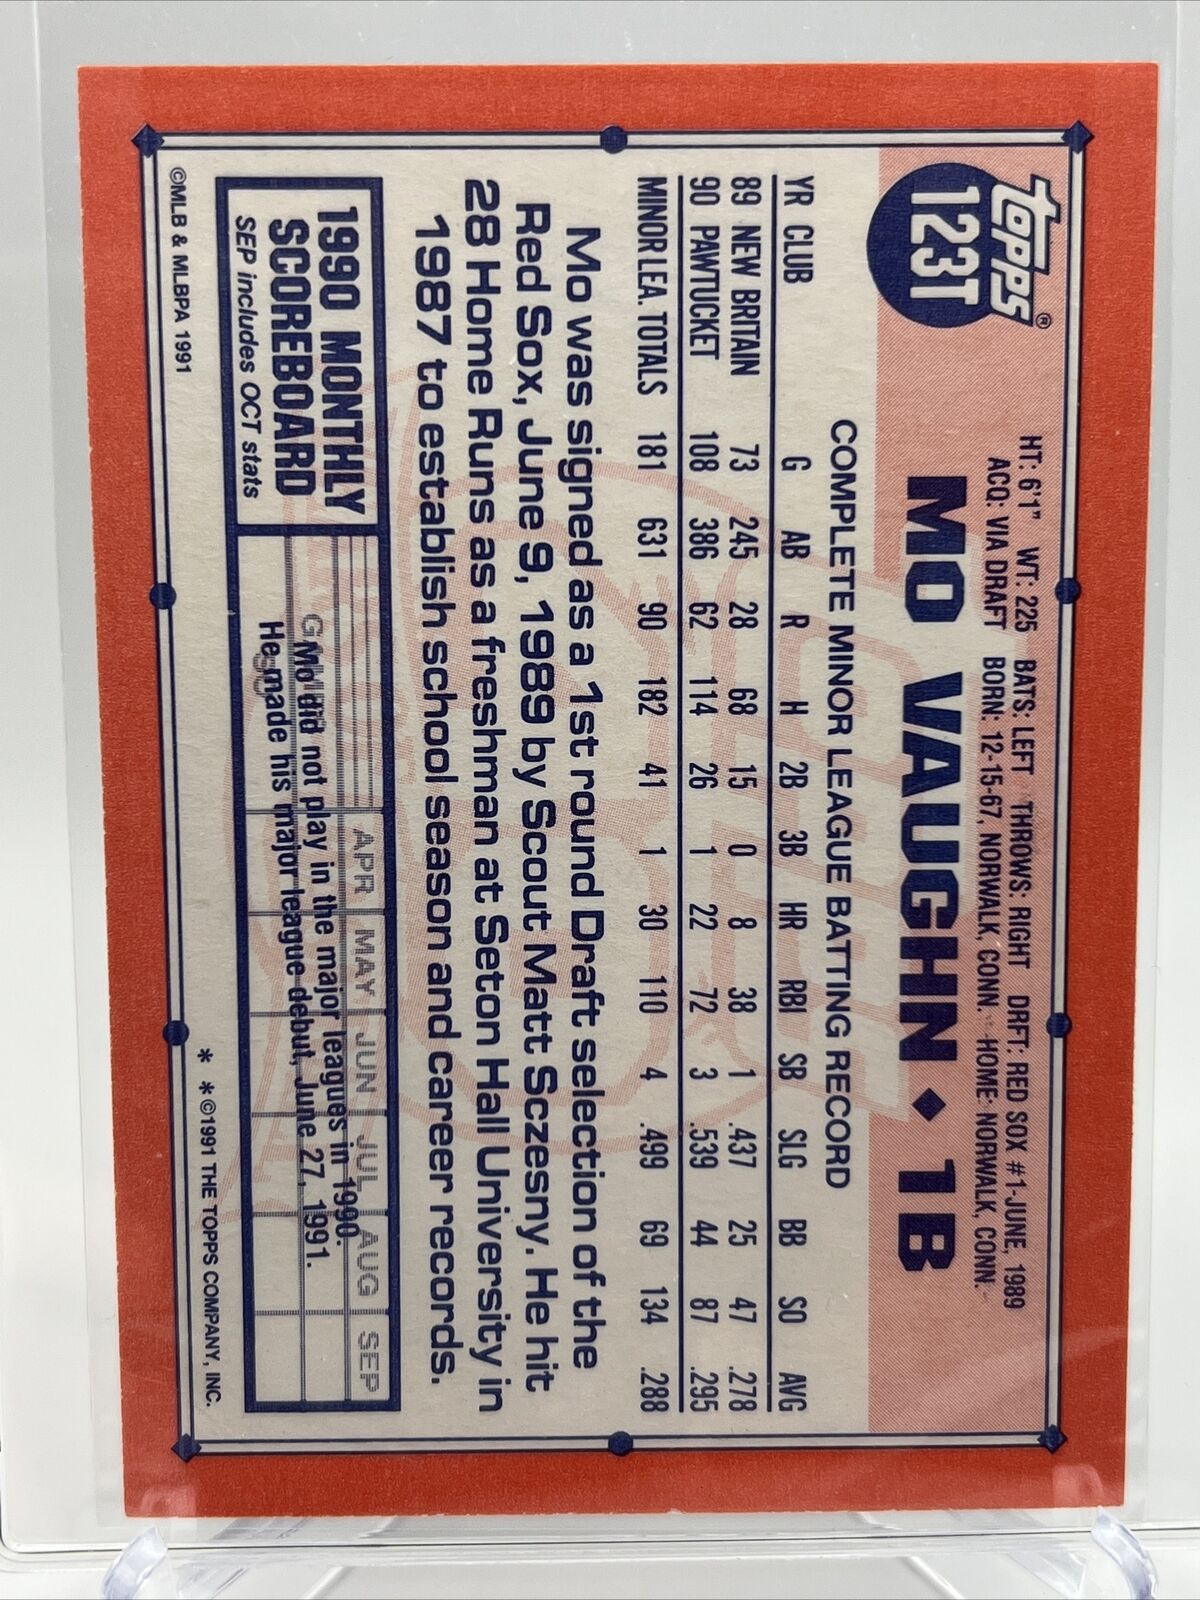 topps®
123T
HT: 6'1" WT: 225 BATS: LEFT THROWS: RIGHT DRFT: RED SOX #1-JUNE, 1989
ACQ: VIA DRAFT BORN: 12-15-67, NORWALK, CONN. HOME: NORWALK, CONN.
MO VAUGHN ♦ 1B
COMPLETE MINOR LEAGUE BATTING RECORD
YR CLUB G AB R H 2B 3B HR RBI SB SLG BB SO AVG
89 NEW BRITAIN 73 245 28 68 15 0 8 38 1 .437 25 47 .278
90 PAWTUCKET 108 386 62 114 26 1 22 72 3 .539 44 87 .295
MINOR LEA. TOTALS 181 631 90 182 41 1 30 110 4 .499 69 134 .288
Mo was signed as a 1st round Draft selection of the
Red Sox, June 9, 1989 by Scout Matt Sczesny. He hit
28 Home Runs as a freshman at Seton Hall University in
1987 to establish school season and career records.
1990 MONTHLY
SCOREBOARD
SEP includes OCT stats
APR MAY JUN JUL AUG SEP
Mo did not play in the major leagues in 1990.
He made his major league debut, June 27, 1991.
©MLB & MLBPA 1991
* * ©1991 THE TOPPS COMPANY, INC.